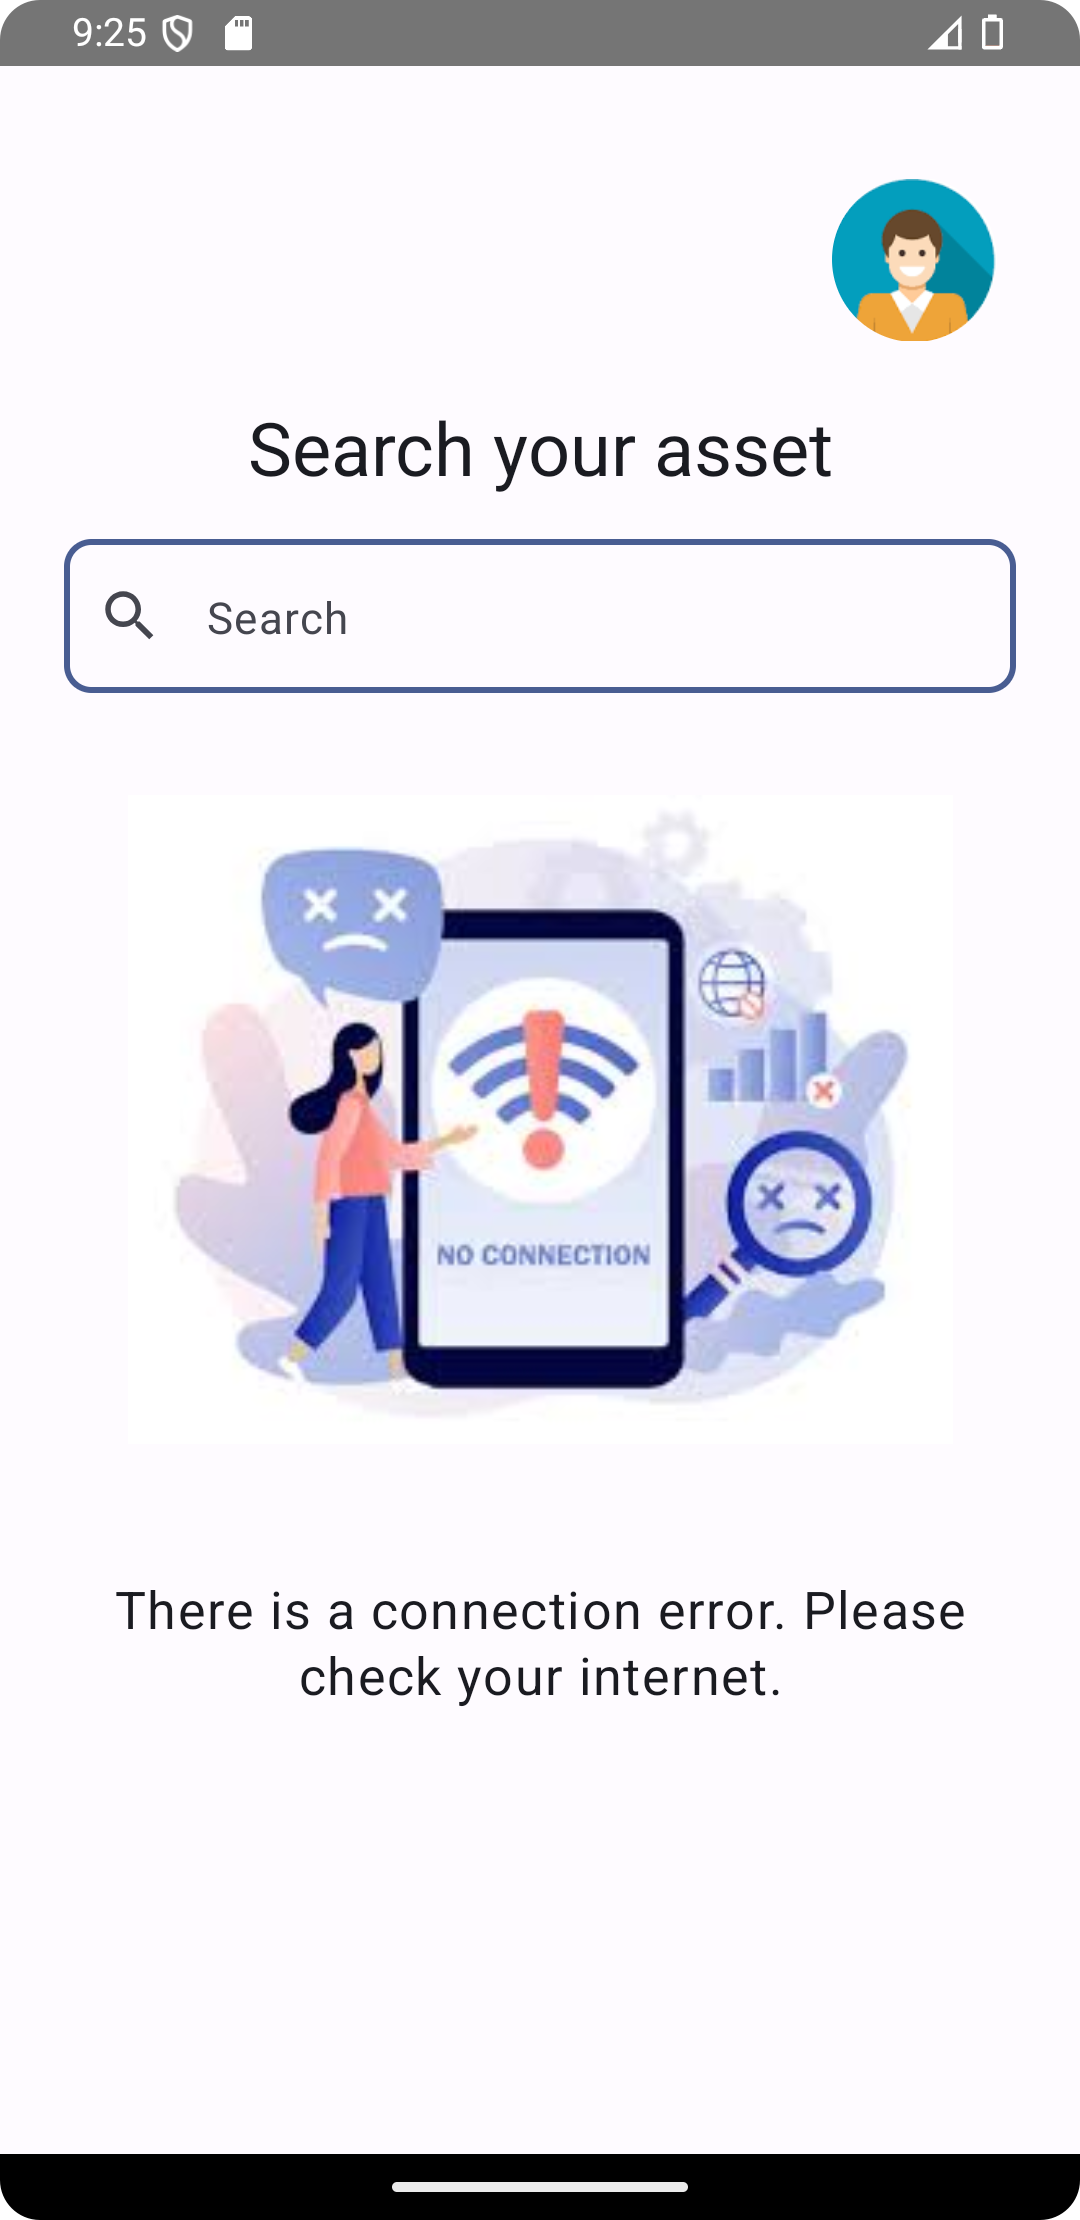 9:25
Search your asset
Search
NO CONNECTION
There is a connection error. Please
check your internet.